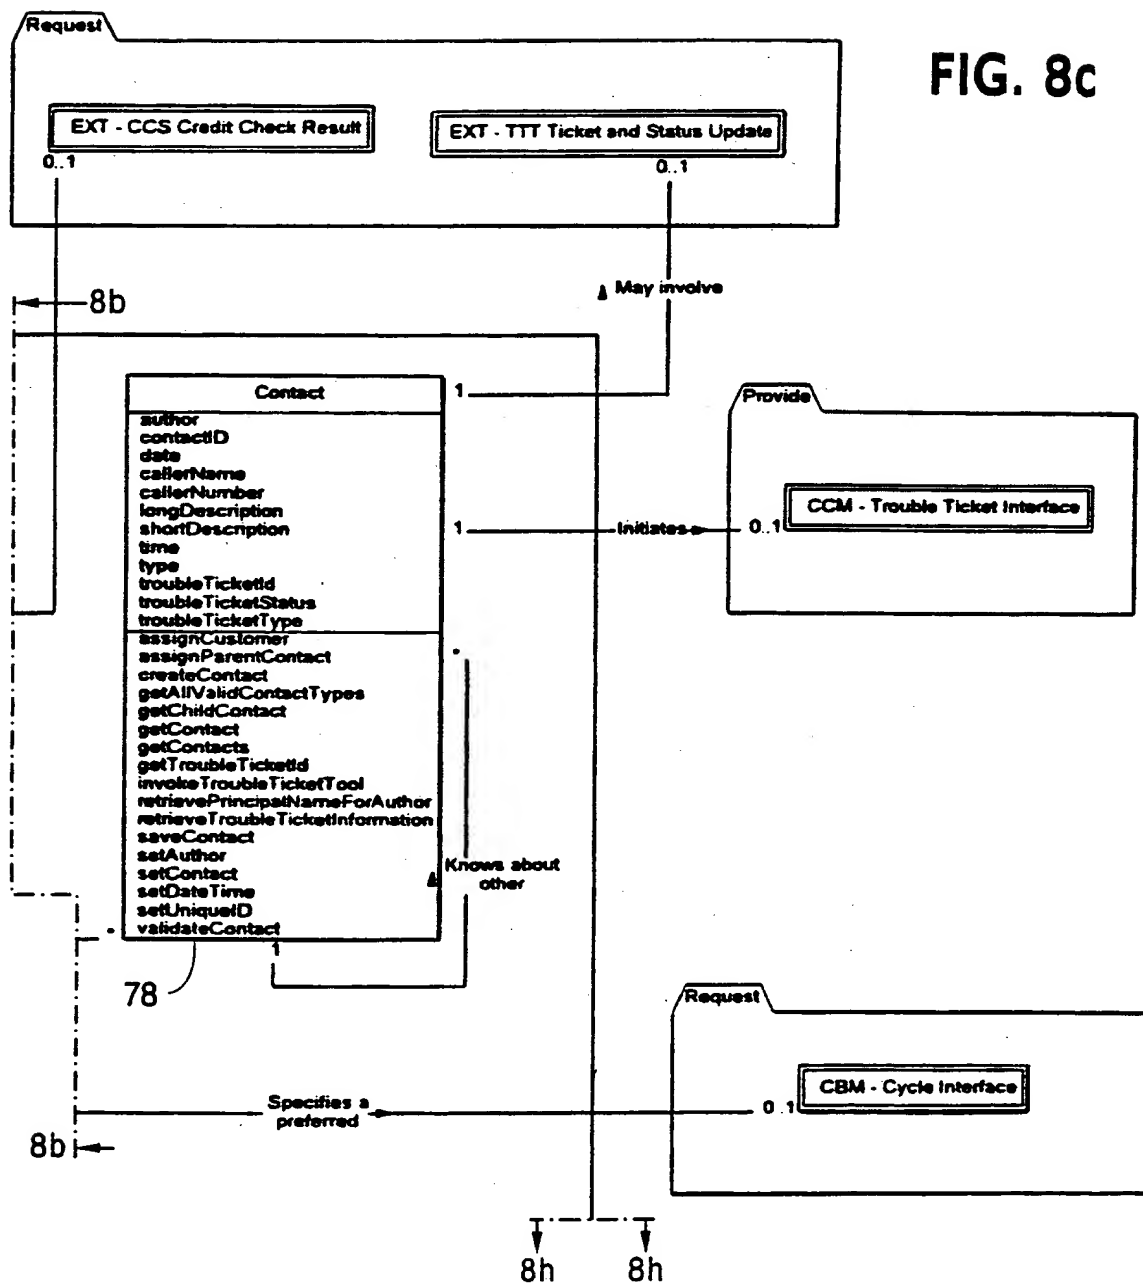 Request
FIG. 8c
EXT - CCS Credit Check Result
EXT - TTT Ticket and Status Update
0..1
0..1
8b
May involve
Contact
1
author
contactID
date
callerName
callerNumber
longDescription
shortDescription
time
type
troubleTicketId
troubleTicketStatus
troubleTicketType
Provide
CCM - Trouble Ticket Interface
1
Initiates
0..1
assignCustomer
assignParentContact
createContact
getAllValidContactTypes
getChildContact
getContact
getContacts
getTroubleTicketId
invokeTroubleTicketTool
retrievePrincipalNameForAuthor
retrieveTroubleTicketInformation
saveContact
setAuthor
setContact
setDateTime
setUniqueID
validateContact
*
Knows about
other
*
1
78
Request
CBM - Cycle Interface
Specifies a
preferred
0..1
8b
8h
8h